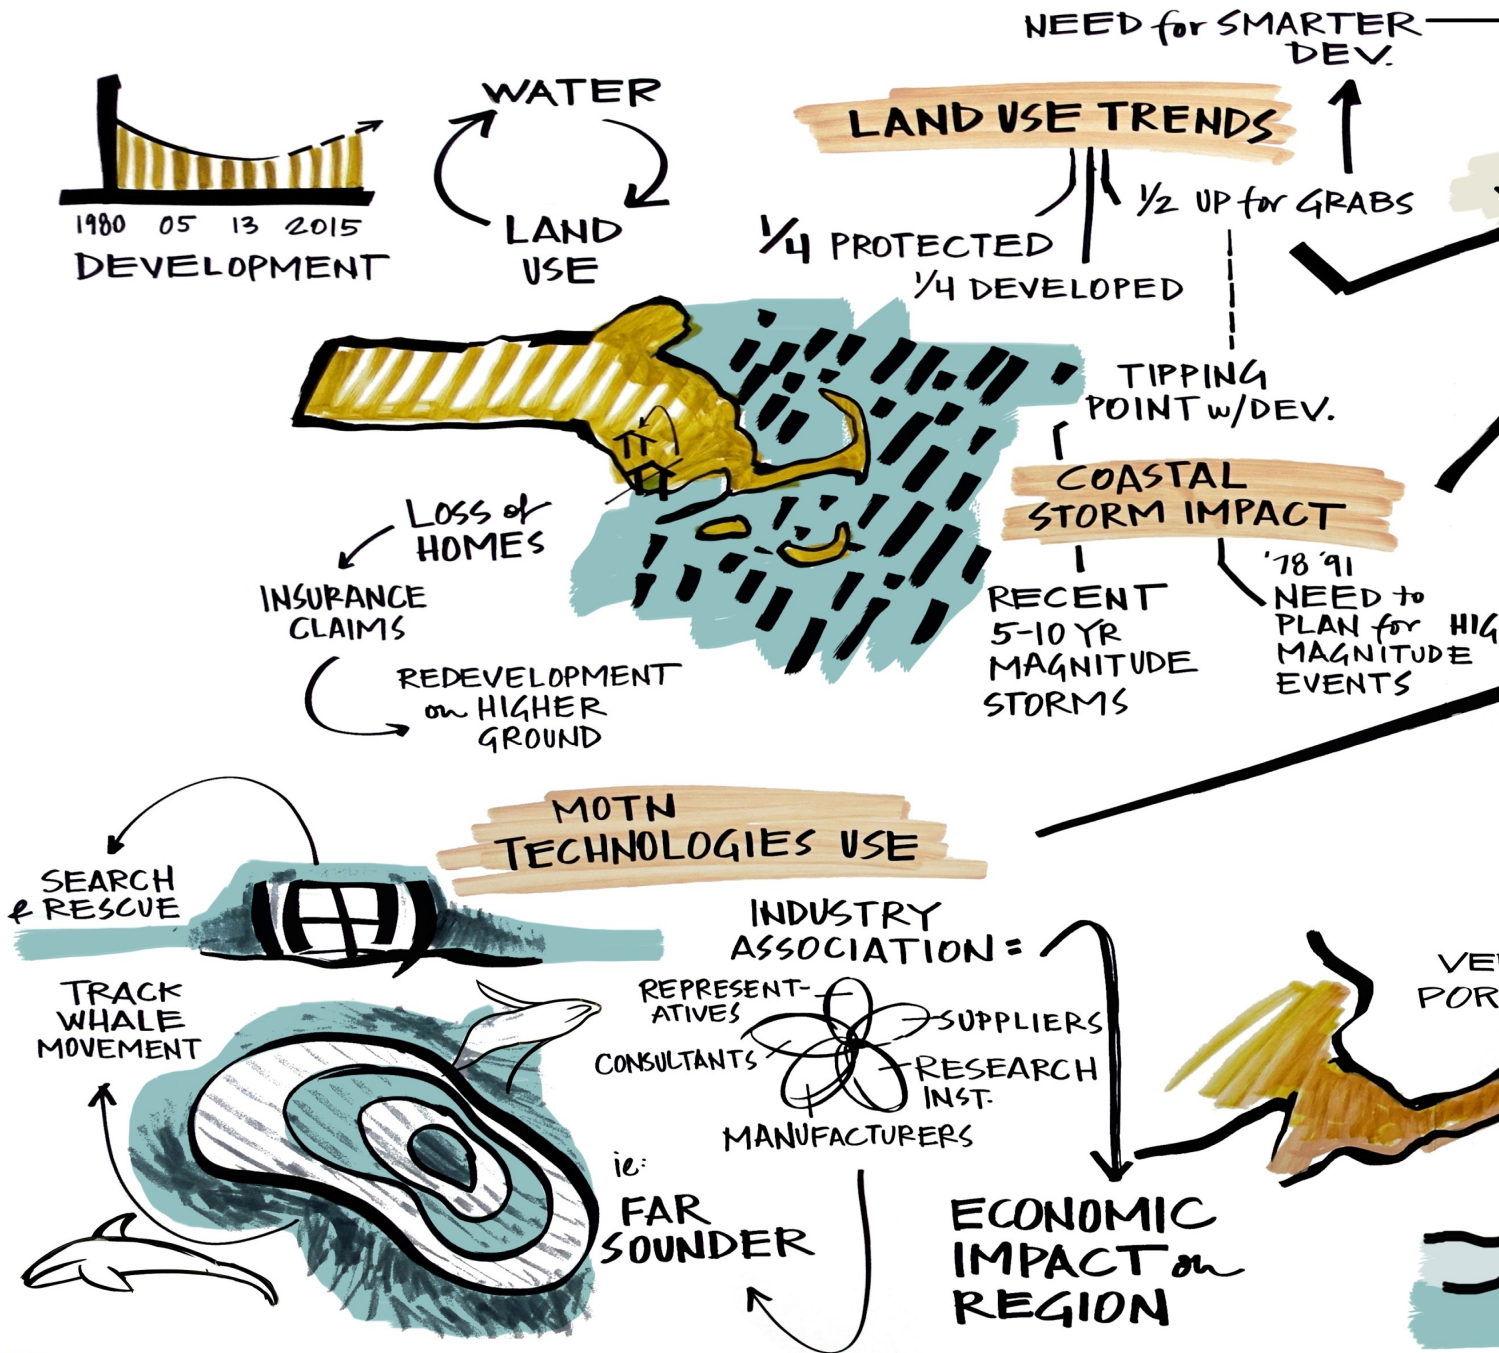 NEED for SMARTER
DEV.
LAND USE TRENDS
1/2 UP for GRABS
1/4 PROTECTED
1/4 DEVELOPED
1980 05 13 2015
DEVELOPMENT
WATER
LAND
USE
TIPPING
POINT w/DEV.
COASTAL
STORM IMPACT
RECENT
5-10 YR
MAGNITUDE
STORMS
'78 '91
NEED to
PLAN for HIG
MAGNITUDE
EVENTS
LOSS of
HOMES
INSURANCE
CLAIMS
REDEVELOPMENT
on HIGHER
GROUND
MOTN
TECHNOLOGIES USE
SEARCH
& RESCUE
TRACK
WHALE
MOVEMENT
INDUSTRY
ASSOCIATION =
REPRESENT-
ATIVES
SUPPLIERS
CONSULTANTS
RESEARCH
INST.
MANUFACTURERS
ie:
FAR
SOUNDER
ECONOMIC
IMPACT on
REGION
VE
POR